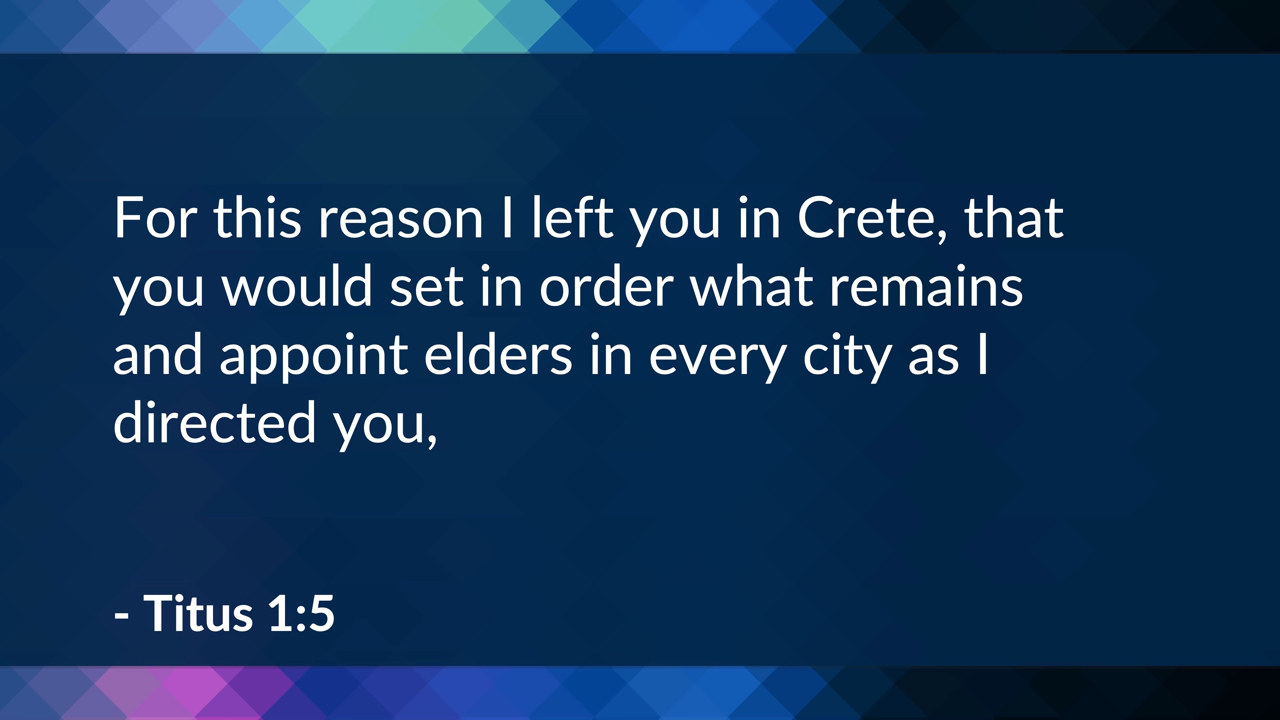 For this reason I left you in Crete, that
you would set in order what remains
and appoint elders in every city as I
directed you,
- Titus 1:5